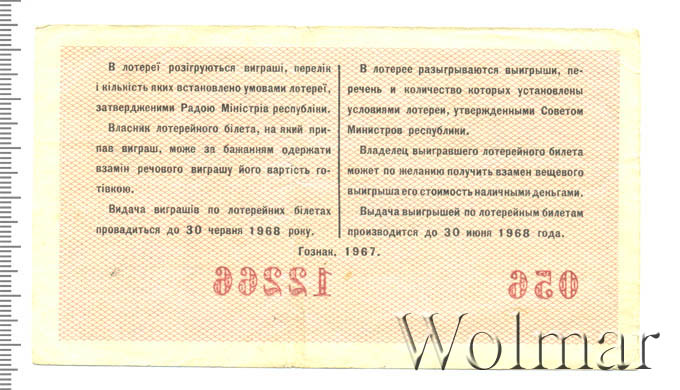 В лотереї розігруються виграші, перелік
і кількість яких встановлено умовами лотереї,
затвердженими Радою Міністрів республіки.
Власник лотерейного білета, на який при-
пав виграш, може за бажанням одержати
взамін речового виграшу його вартість го-
тівкою.
Видача виграшів по лотерейних білетах
провадиться до 30 червня 1968 року.
В лотерее разыгрываются выигрыши, пе-
речень и количество которых установлены
условиями лотереи, утвержденными Советом
Министров республики.
Владелец выигравшего лотерейного билета
может по желанию получить взамен вещевого
выигрыша его стоимость наличными деньгами.
Выдача выигрышей по лотерейным билетам
производится до 30 июня 1968 года.
Гознак. 1967.
12266 056
Wolmar